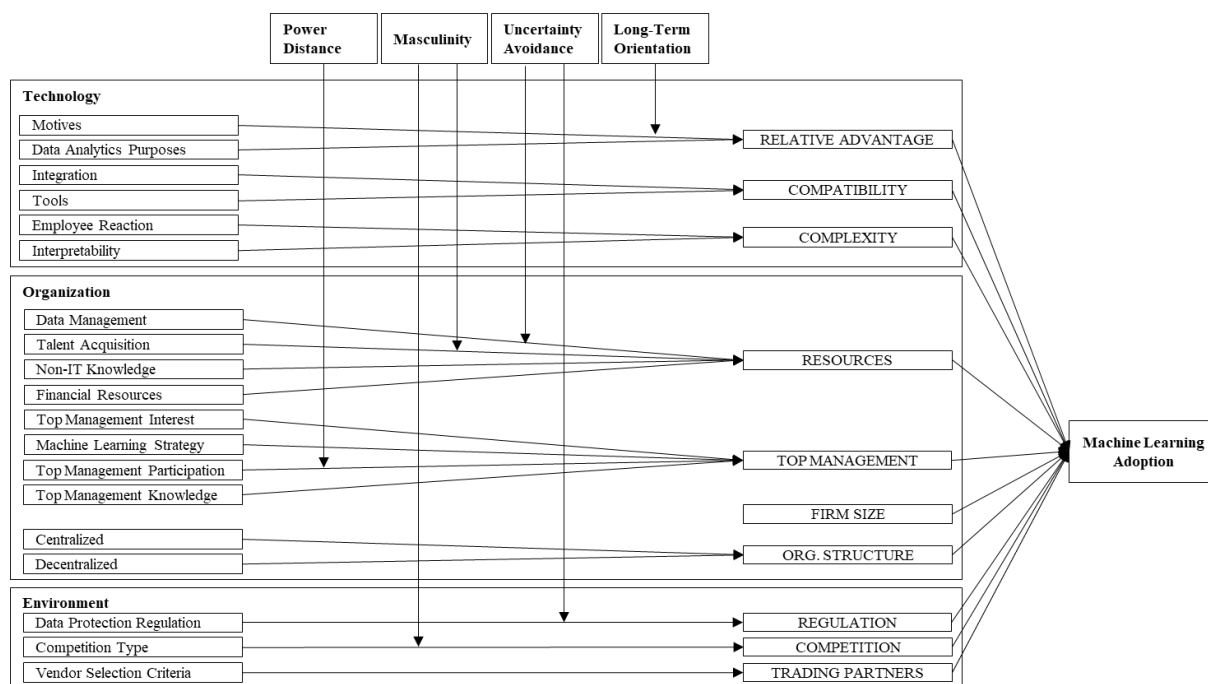 Power
Distance
Masculinity
Uncertainty
Avoidance
Long-Term
Orientation
Technology
Motives
Data Analytics Purposes
Integration
Tools
Employee Reaction
Interpretability
RELATIVE ADVANTAGE
COMPATIBILITY
COMPLEXITY
Organization
Data Management
Talent Acquisition
Non-IT Knowledge
Financial Resources
Top Management Interest
Machine Learning Strategy
Top Management Participation
Top Management Knowledge
Centralized
Decentralized
RESOURCES
TOP MANAGEMENT
FIRM SIZE
ORG. STRUCTURE
Environment
Data Protection Regulation
Competition Type
Vendor Selection Criteria
REGULATION
COMPETITION
TRADING PARTNERS
Machine Learning
Adoption